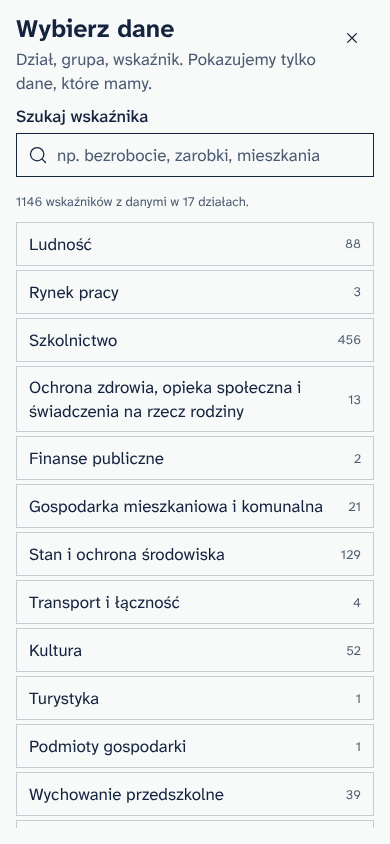 Wybierz dane
Dział, grupa, wskaźnik. Pokazujemy tylko
dane, które mamy.
Szukaj wskaźnika
np. bezrobocie, zarobki, mieszkania
1146 wskaźników z danymi w 17 działach.
Ludność 88
Rynek pracy 3
Szkolnictwo 456
Ochrona zdrowia, opieka społeczna i
świadczenia na rzecz rodziny 13
Finanse publiczne 2
Gospodarka mieszkaniowa i komunalna 21
Stan i ochrona środowiska 129
Transport i łączność 4
Kultura 52
Turystyka 1
Podmioty gospodarki 1
Wychowanie przedszkolne 39